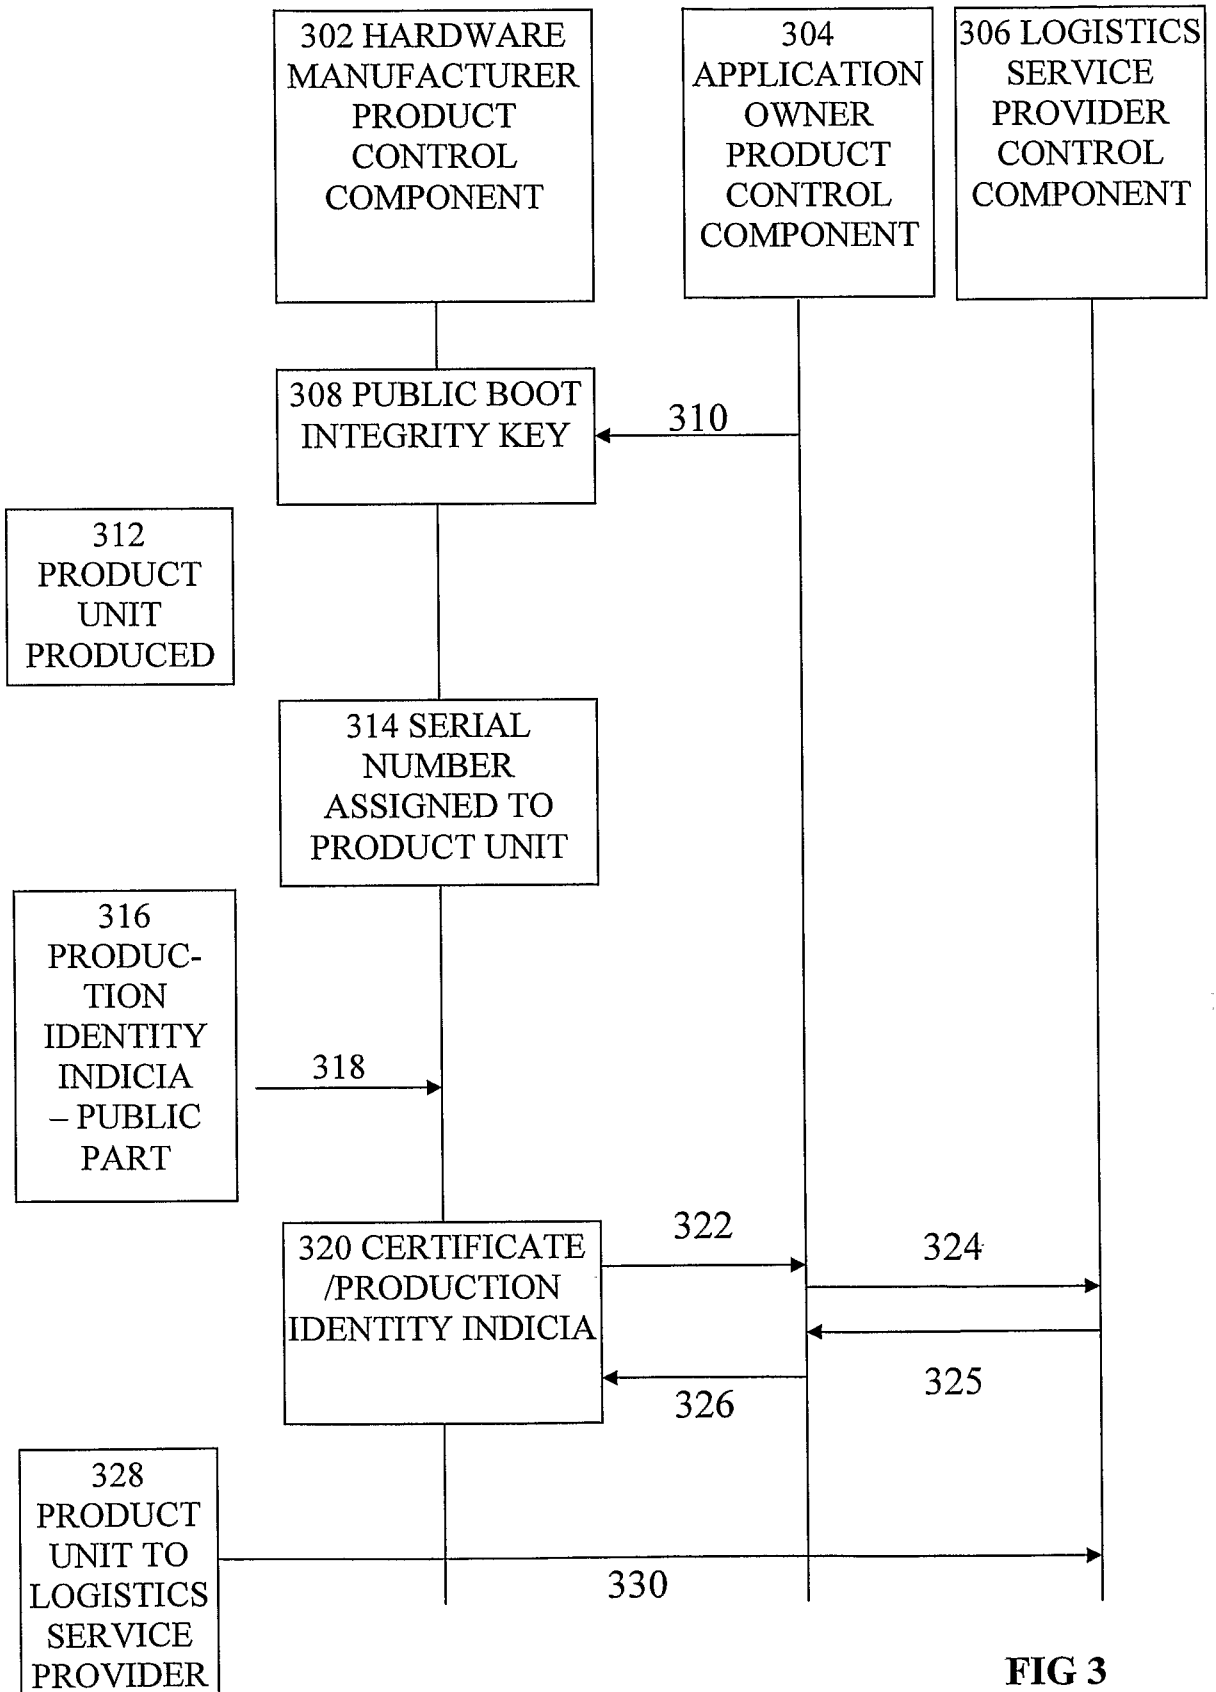 302 HARDWARE
MANUFACTURER
PRODUCT
CONTROL
COMPONENT
304
APPLICATION
OWNER
PRODUCT
CONTROL
COMPONENT
306 LOGISTICS
SERVICE
PROVIDER
CONTROL
COMPONENT
308 PUBLIC BOOT
INTEGRITY KEY
310
312
PRODUCT
UNIT
PRODUCED
314 SERIAL
NUMBER
ASSIGNED TO
PRODUCT UNIT
316
PRODUC-
TION
IDENTITY
INDICIA
– PUBLIC
PART
318
320 CERTIFICATE
/PRODUCTION
IDENTITY INDICIA
322
324
325
326
328
PRODUCT
UNIT TO
LOGISTICS
SERVICE
PROVIDER
330
FIG 3